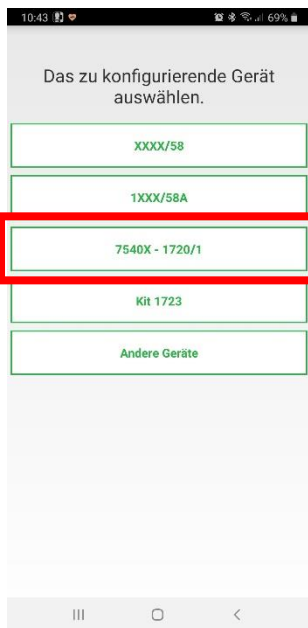 10:43 69%
Das zu konfigurierende Gerät
auswählen.
XXXX/58
1XXX/58A
7540X - 1720/1
Kit 1723
Andere Geräte